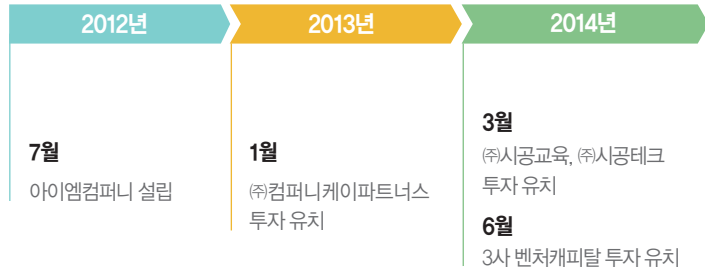 2012년
7월
아이엠컴퍼니 설립
2013년
1월
㈜컴퍼니케이파트너스
투자 유치
2014년
3월
㈜시공교육, ㈜시공테크
투자 유치
6월
3사 벤처캐피탈 투자 유치